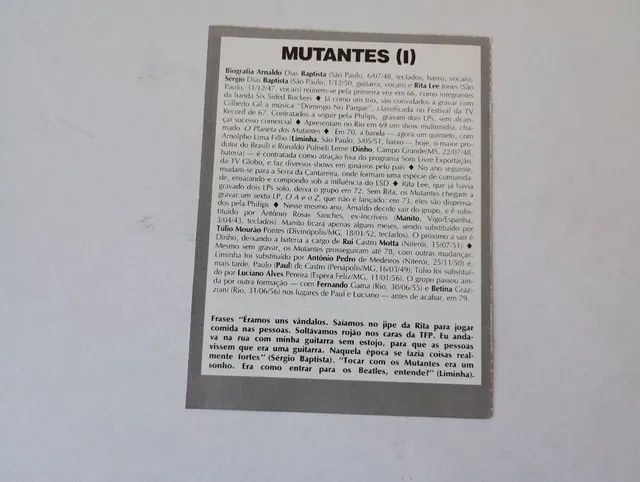 MUTANTES (I)
Biografia Arnaldo Dias Baptista (São Paulo, 6/07/48, teclados, baixo, vocais),
Sérgio Dias Baptista (São Paulo, 1/12/50, guitarra, vocais) e Rita Lee Jones (São
Paulo, 31/12/47, vocais) reúnem-se pela primeira vez em 66, como integrantes
da banda Six Sided Rockers ♦ Já como um trio, são convidados a gravar com
Gilberto Gil a música "Domingo No Parque", classificada no Festival da TV
Record de 67. Contratados a seguir pela Philips, gravam dois LPs, sem alcan-
çar sucesso comercial ♦ Apresentam no Rio em 69 um show multimídia, cha-
mado O Planeta dos Mutantes ♦ Em 70, a banda — agora um quinteto, com
Arnolpho Lima Filho (Liminha, São Paulo, 5/05/51, baixo — hoje, o maior pro-
dutor do Brasil) e Ronaldo Poliseli Leme (Dinho, Campo Grande/MS, 22/07/48,
bateria) — é contratada como atração fixa do programa Som Livre Exportação,
da TV Globo, e faz diversos shows em ginásios pelo país ♦ No ano seguinte,
mudam-se para a Serra da Cantareira, onde formam uma espécie de comunida-
de, ensaiando e compondo sob a influência do LSD ♦ Rita Lee, que já havia
gravado dois LPs solo, deixa o grupo em 72. Sem Rita, os Mutantes chegam a
gravar um sexto LP, O A e o Z, que não é lançado: em 73, eles são dispensa-
dos pela Philips ♦ Nesse mesmo ano, Arnaldo decide sair do grupo, e é subs-
tituído por Antônio Rosas Sanches, ex-Incríveis (Manito, Vigo/Espanha,
3/04/43, teclados). Manito ficará apenas alguns meses, sendo substituído por
Túlio Mourão Pontes (Divinópolis/MG, 18/01/52, teclados). O próximo a sair é
Dinho, deixando a bateria a cargo de Rui Castro Motta (Niterói, 15/07/51) ♦
Mesmo sem gravar, os Mutantes prosseguiram até 78, com outras mudanças:
Liminha foi substituído por Antônio Pedro de Medeiros (Niterói, 25/11/50) e,
mais tarde, Paulo (Paul) de Castro (Penápolis/MG, 16/03/49); Túlio foi substituí-
do por Luciano Alves Pereira (Espera Feliz/MG, 11/01/56). O grupo passou ain-
da por outra formação — com Fernando Gama (Rio, 30/06/55) e Betina Graz-
ziani (Rio, 31/06/56) nos lugares de Paul e Luciano — antes de acabar, em 79.
Frases "Éramos uns vândalos. Saíamos no jipe da Rita para jogar
comida nas pessoas. Soltávamos rojão nos caras da TFP. Eu anda-
va na rua com minha guitarra sem estojo, para que as pessoas
vissem que era uma guitarra. Naquela época se fazia coisas real-
mente fortes" (Sérgio Baptista). "Tocar com os Mutantes era um
sonho. Era como entrar para os Beatles, entende?" (Liminha).